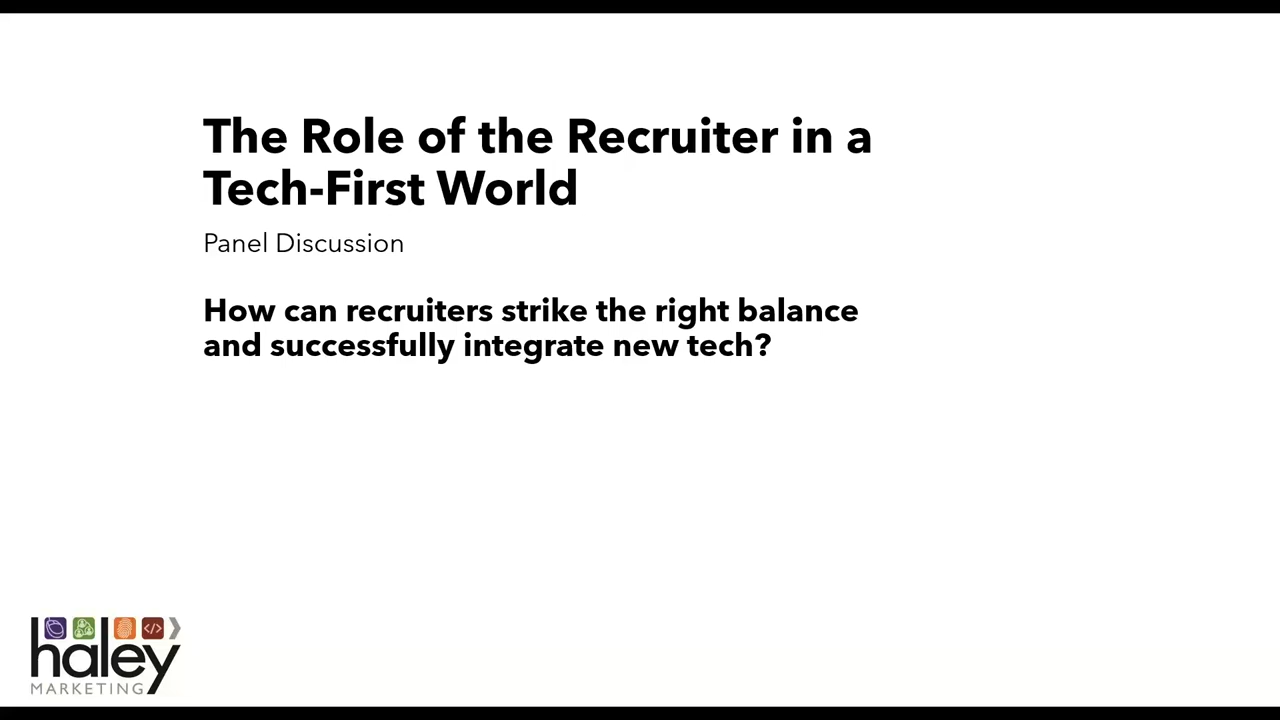 The Role of the Recruiter in a
Tech-First World
Panel Discussion
How can recruiters strike the right balance
and successfully integrate new tech?
haley
MARKETING